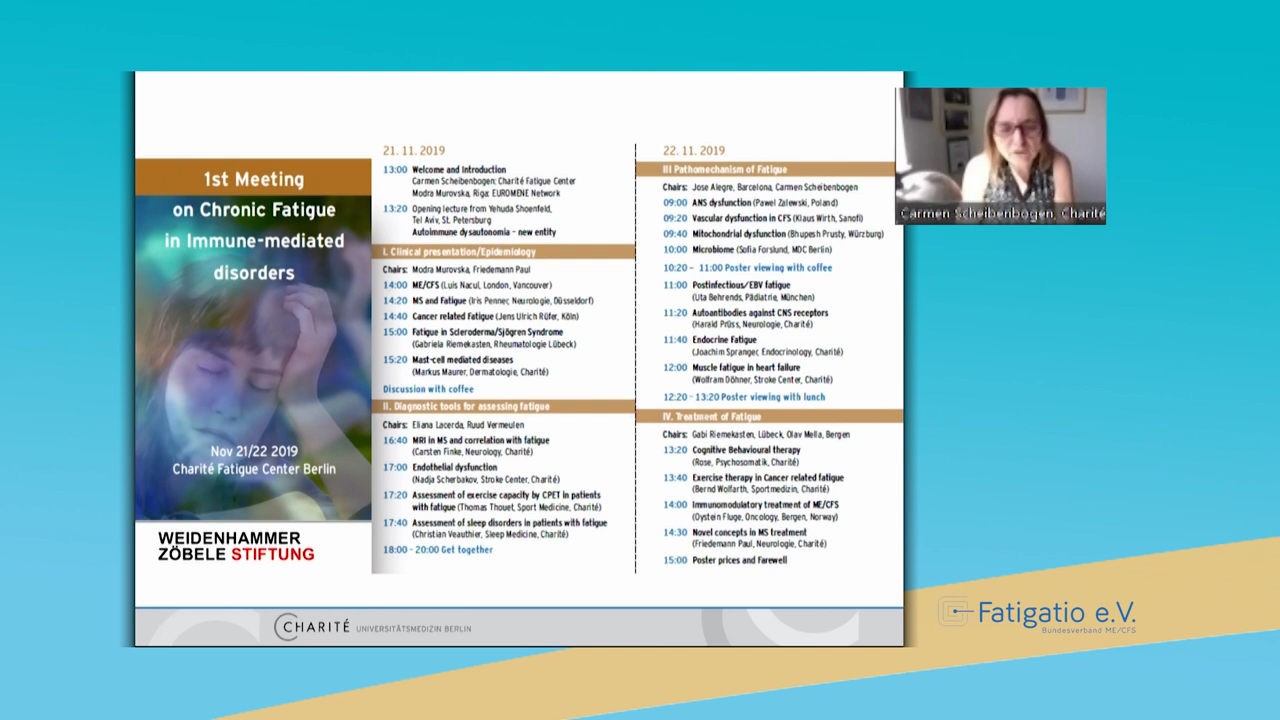 1st Meeting
on Chronic Fatigue
in Immune-mediated
disorders
Nov 21/22 2019
Charité Fatigue Center Berlin
WEIDENHAMMER
ZÖBELE STIFTUNG
21. 11. 2019
13:00 Welcome and Introduction
Carmen Scheibenbogen: Charité Fatigue Center
Modra Murovska, Riga: EUROMENE Network
13:20 Opening lecture from Yehuda Shoenfeld,
Tel Aviv, St. Petersburg
Autoimmune dysautonomia – new entity
I. Clinical presentation/Epidemiology
Chairs: Modra Murovska, Friedemann Paul
14:00 ME/CFS (Luis Nacul, London, Vancouver)
14:20 MS and Fatigue (Iris Penner, Neurologie, Düsseldorf)
14:40 Cancer related Fatigue (Jens Ulrich Rüfer, Köln)
15:00 Fatigue in Scleroderma/Sjögren Syndrome
(Gabriela Riemekasten, Rheumatologie Lübeck)
15:20 Mast-cell mediated diseases
(Markus Maurer, Dermatologie, Charité)
Discussion with coffee
II. Diagnostic tools for assessing fatigue
Chairs: Eliana Lacerda, Ruud Vermeulen
16:40 MRI in MS and correlation with fatigue
(Carsten Finke, Neurology, Charité)
17:00 Endothelial dysfunction
(Nadja Scherbakov, Stroke Center, Charité)
17:20 Assessment of exercise capacity by CPET in patients
with fatigue (Thomas Thouet, Sport Medicine, Charité)
17:40 Assessment of sleep disorders in patients with fatigue
(Christian Veauthier, Sleep Medicine, Charité)
18:00 - 20:00 Get together
22. 11. 2019
III Pathomechanism of Fatigue
Chairs: Jose Alegre, Barcelona, Carmen Scheibenbogen
09:00 ANS dysfunction (Pawel Zalewski, Poland)
09:20 Vascular dysfunction in CFS (Klaus Wirth, Sanofi)
09:40 Mitochondrial dysfunction (Bhupesh Prusty, Würzburg)
10:00 Microbiome (Sofia Forslund, MDC Berlin)
10:20 – 11:00 Poster viewing with coffee
11:00 Postinfectious/EBV fatigue
(Uta Behrends, Pädiatrie, München)
11:20 Autoantibodies against CNS receptors
(Harald Prüss, Neurologie, Charité)
11:40 Endocrine Fatigue
(Joachim Spranger, Endocrinology, Charité)
12:00 Muscle fatigue in heart failure
(Wolfram Döhner, Stroke Center, Charité)
12:20 - 13:20 Poster viewing with lunch
IV. Treatment of Fatigue
Chairs: Gabi Riemekasten, Lübeck, Olav Mella, Bergen
13:20 Cognitive Behavioural therapy
(Rose, Psychosomatik, Charité)
13:40 Exercise therapy in Cancer related fatigue
(Bernd Wolfarth, Sportmedizin, Charité)
14:00 Immunomodulatory treatment of ME/CFS
(Oystein Fluge, Oncology, Bergen, Norway)
14:30 Novel concepts in MS treatment
(Friedemann Paul, Neurologie, Charité)
15:00 Poster prices and Farewell
CHARITÉ UNIVERSITÄTSMEDIZIN BERLIN
Carmen Scheibenbogen, Charité
Fatigatio e.V.
Bundesverband ME/CFS